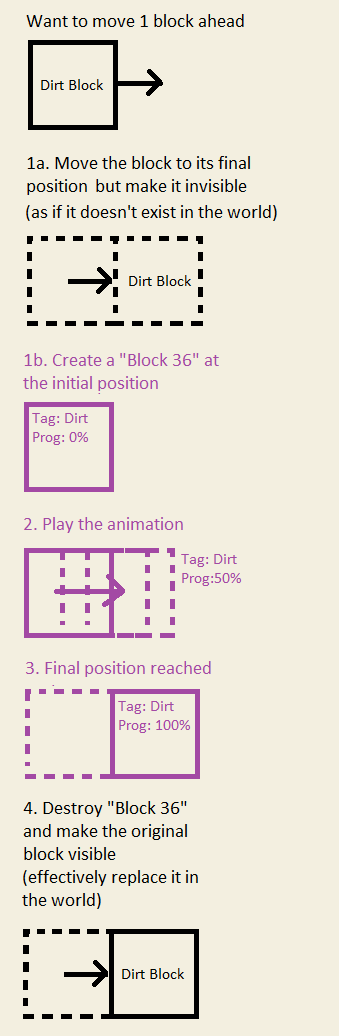 Want to move 1 block ahead
Dirt Block
1a. Move the block to its final
position but make it invisible
(as if it doesn't exist in the world)
Dirt Block
1b. Create a "Block 36" at
the initial position
Tag: Dirt
Prog: 0%
2. Play the animation
Tag: Dirt
Prog:50%
3. Final position reached
Tag: Dirt
Prog: 100%
4. Destroy "Block 36"
and make the original
block visible
(effectively replace it in
the world)
Dirt Block